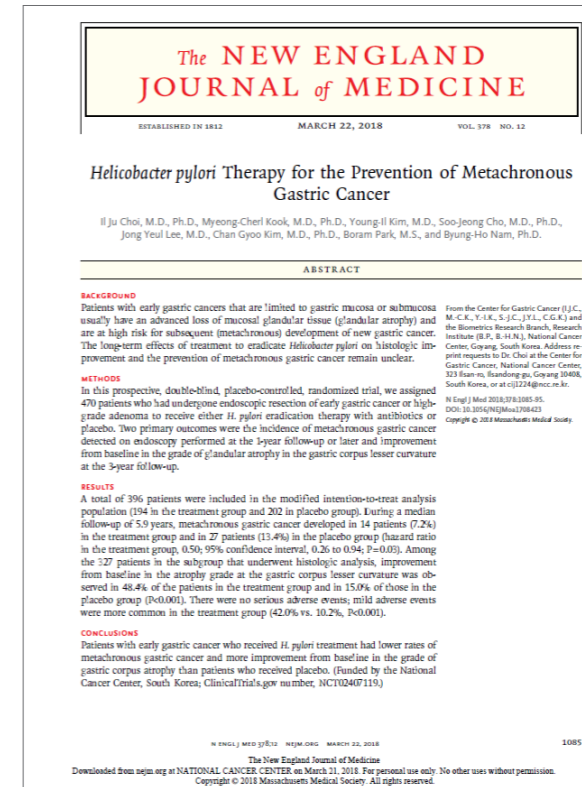 The NEW ENGLAND
JOURNAL of MEDICINE
ESTABLISHED IN 1812 MARCH 22, 2018 VOL. 378 NO. 12
Helicobacter pylori Therapy for the Prevention of Metachronous
Gastric Cancer
Il Ju Choi, M.D., Ph.D., Myeong-Cherl Kook, M.D., Ph.D., Young-Il Kim, M.D., Soo-Jeong Cho, M.D., Ph.D.,
Jong Yeul Lee, M.D., Chan Gyoo Kim, M.D., Ph.D., Boram Park, M.S., and Byung-Ho Nam, Ph.D.
ABSTRACT
BACKGROUND
Patients with early gastric cancers that are limited to gastric mucosa or submucosa
usually have an advanced loss of mucosal glandular tissue (glandular atrophy) and
are at high risk for subsequent (metachronous) development of new gastric cancer.
The long-term effects of treatment to eradicate Helicobacter pylori on histologic im-
provement and the prevention of metachronous gastric cancer remain unclear.
METHODS
In this prospective, double-blind, placebo-controlled, randomized trial, we assigned
470 patients who had undergone endoscopic resection of early gastric cancer or high-
grade adenoma to receive either H. pylori eradication therapy with antibiotics or
placebo. Two primary outcomes were the incidence of metachronous gastric cancer
detected on endoscopy performed at the 1-year follow-up or later and improvement
from baseline in the grade of glandular atrophy in the gastric corpus lesser curvature
at the 3-year follow-up.
RESULTS
A total of 396 patients were included in the modified intention-to-treat analysis
population (194 in the treatment group and 202 in placebo group). During a median
follow-up of 5.9 years, metachronous gastric cancer developed in 14 patients (7.2%)
in the treatment group and in 27 patients (13.4%) in the placebo group (hazard ratio
in the treatment group, 0.50; 95% confidence interval, 0.26 to 0.94; P=0.03). Among
the 327 patients in the subgroup that underwent histologic analysis, improvement
from baseline in the atrophy grade at the gastric corpus lesser curvature was ob-
served in 48.4% of the patients in the treatment group and in 15.0% of those in the
placebo group (P<0.001). There were no serious adverse events; mild adverse events
were more common in the treatment group (42.0% vs. 10.2%, P<0.001).
CONCLUSIONS
Patients with early gastric cancer who received H. pylori treatment had lower rates of
metachronous gastric cancer and more improvement from baseline in the grade of
gastric corpus atrophy than patients who received placebo. (Funded by the National
Cancer Center, South Korea; ClinicalTrials.gov number, NCT02407119.)
From the Center for Gastric Cancer (I.J.C.,
M.-C.K., Y.-I.K., S.-J.C., J.Y.L., C.G.K.) and
the Biometrics Research Branch, Research
Institute (B.P., B.-H.N.), National Cancer
Center, Goyang, South Korea. Address re-
print requests to Dr. Choi at the Center for
Gastric Cancer, National Cancer Center,
323 Ilsan-ro, Ilsandong-gu, Goyang 10408,
South Korea, or at cij1224@ncc.re.kr.
N Engl J Med 2018;378:1085-95.
DOI: 10.1056/NEJMoa1708423
Copyright © 2018 Massachusetts Medical Society.
N ENGL J MED 378;12 NEJM.ORG MARCH 22, 2018 1085
The New England Journal of Medicine
Downloaded from nejm.org at NATIONAL CANCER CENTER on March 21, 2018. For personal use only. No other uses without permission.
Copyright © 2018 Massachusetts Medical Society. All rights reserved.